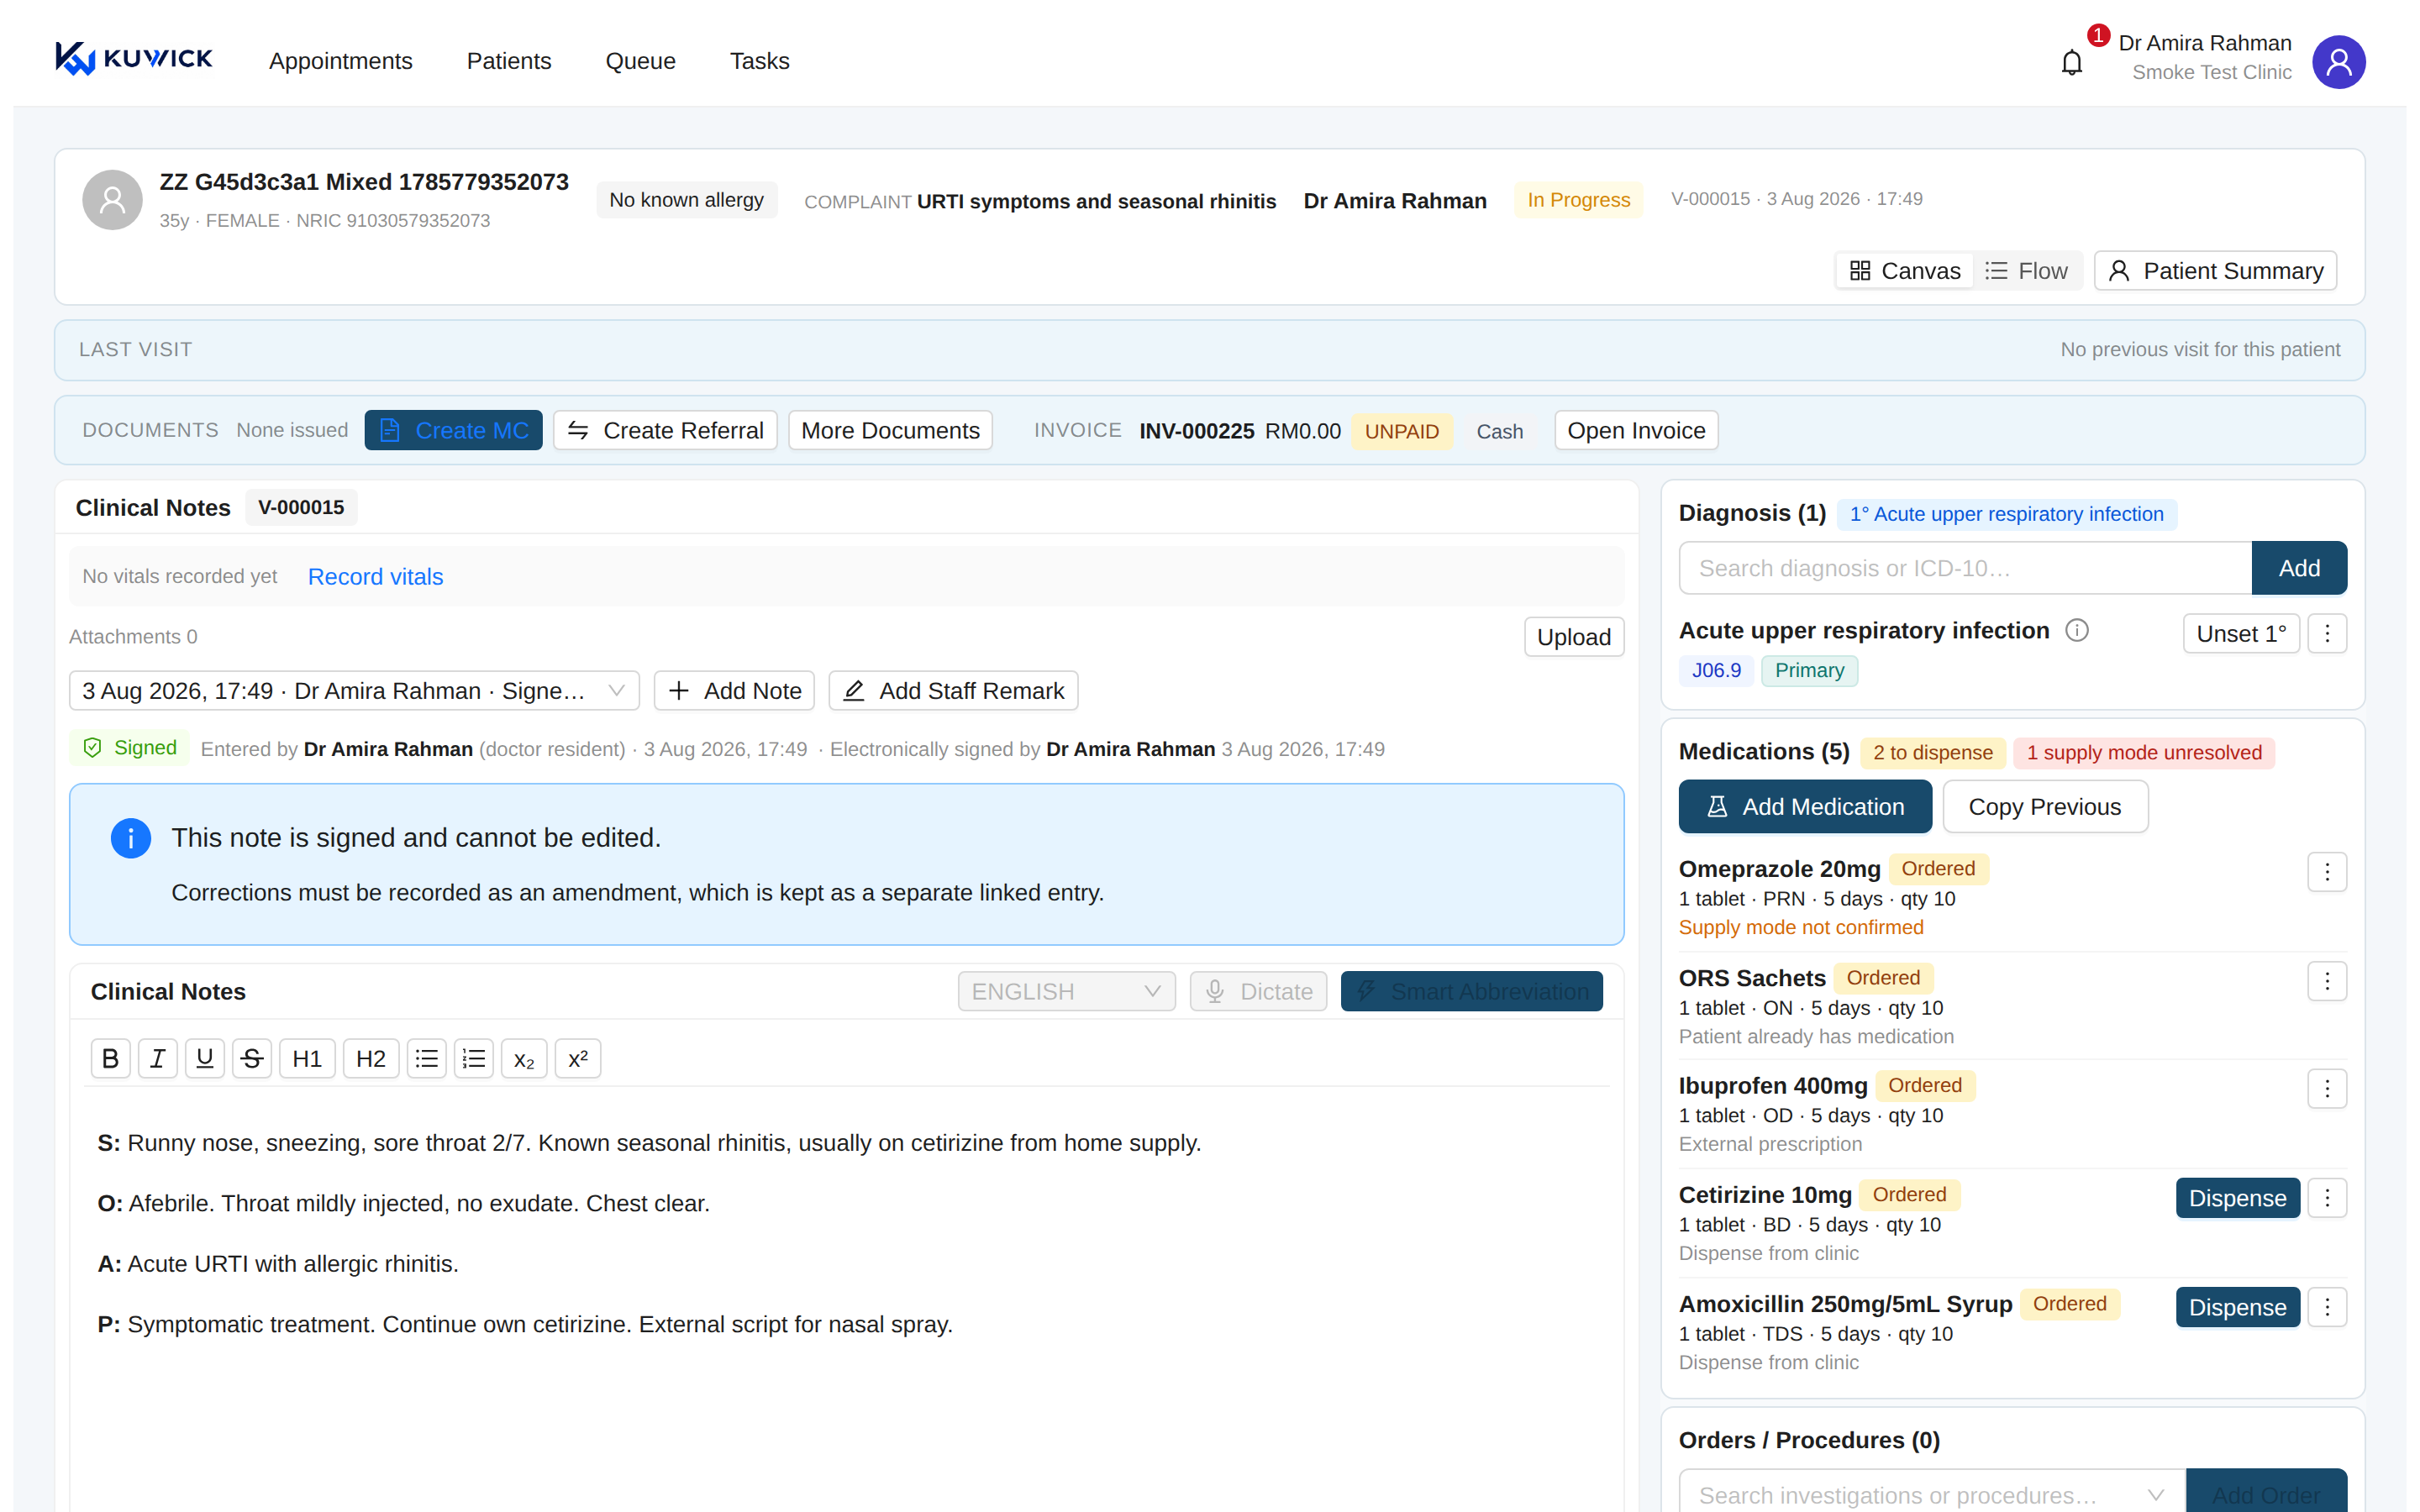 KUWICK
Appointments
Patients
Queue
Tasks
1
Dr Amira Rahman
Smoke Test Clinic
ZZ G45d3c3a1 Mixed 1785779352073
35y · FEMALE · NRIC 91030579352073
No known allergy
COMPLAINT URTI symptoms and seasonal rhinitis
Dr Amira Rahman
In Progress
V-000015 · 3 Aug 2026 · 17:49
Canvas
Flow
Patient Summary
LAST VISIT
No previous visit for this patient
DOCUMENTS
None issued
Create MC
Create Referral
More Documents
INVOICE
INV-000225 RM0.00
UNPAID
Cash
Open Invoice
Clinical Notes
V-000015
No vitals recorded yet
Record vitals
Attachments 0
Upload
3 Aug 2026, 17:49 · Dr Amira Rahman · Signe…
Add Note
Add Staff Remark
Signed
Entered by Dr Amira Rahman (doctor resident) · 3 Aug 2026, 17:49 · Electronically signed by Dr Amira Rahman 3 Aug 2026, 17:49
This note is signed and cannot be edited.
Corrections must be recorded as an amendment, which is kept as a separate linked entry.
Clinical Notes
ENGLISH
Dictate
Smart Abbreviation
B
I
U
S
H1
H2
x₂
x²
S: Runny nose, sneezing, sore throat 2/7. Known seasonal rhinitis, usually on cetirizine from home supply.
O: Afebrile. Throat mildly injected, no exudate. Chest clear.
A: Acute URTI with allergic rhinitis.
P: Symptomatic treatment. Continue own cetirizine. External script for nasal spray.
Diagnosis (1)
1° Acute upper respiratory infection
Search diagnosis or ICD-10…
Add
Acute upper respiratory infection
Unset 1°
J06.9
Primary
Medications (5)
2 to dispense
1 supply mode unresolved
Add Medication
Copy Previous
Omeprazole 20mg
Ordered
1 tablet · PRN · 5 days · qty 10
Supply mode not confirmed
ORS Sachets
Ordered
1 tablet · ON · 5 days · qty 10
Patient already has medication
Ibuprofen 400mg
Ordered
1 tablet · OD · 5 days · qty 10
External prescription
Cetirizine 10mg
Ordered
Dispense
1 tablet · BD · 5 days · qty 10
Dispense from clinic
Amoxicillin 250mg/5mL Syrup
Ordered
Dispense
1 tablet · TDS · 5 days · qty 10
Dispense from clinic
Orders / Procedures (0)
Search investigations or procedures…
Add Order